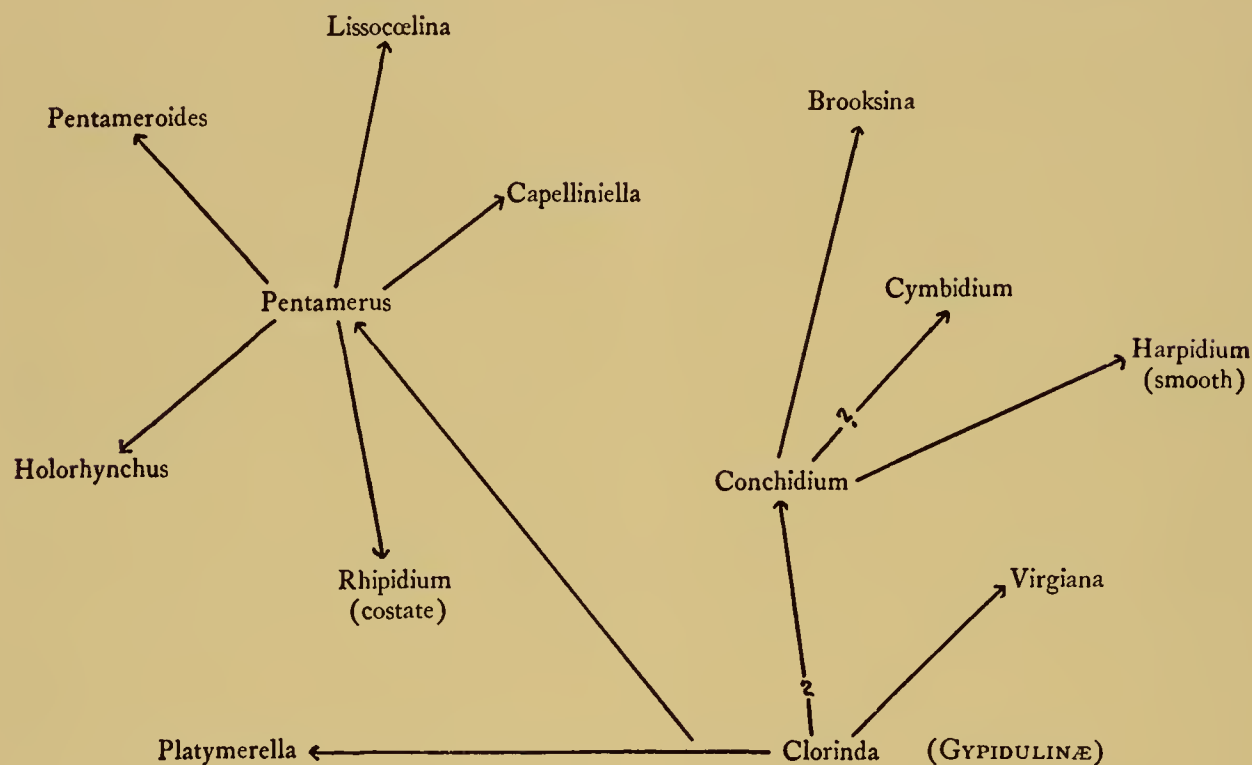 Lissocœlina
Brooksina
Pentameroides
Capelliniella
Cymbidium
Pentamerus
Harpidium
(smooth)
?
Holorhynchus
Conchidium
Rhipidium
(costate)
Virgiana
?
Platymerella
Clorinda (GYPIDULINÆ)